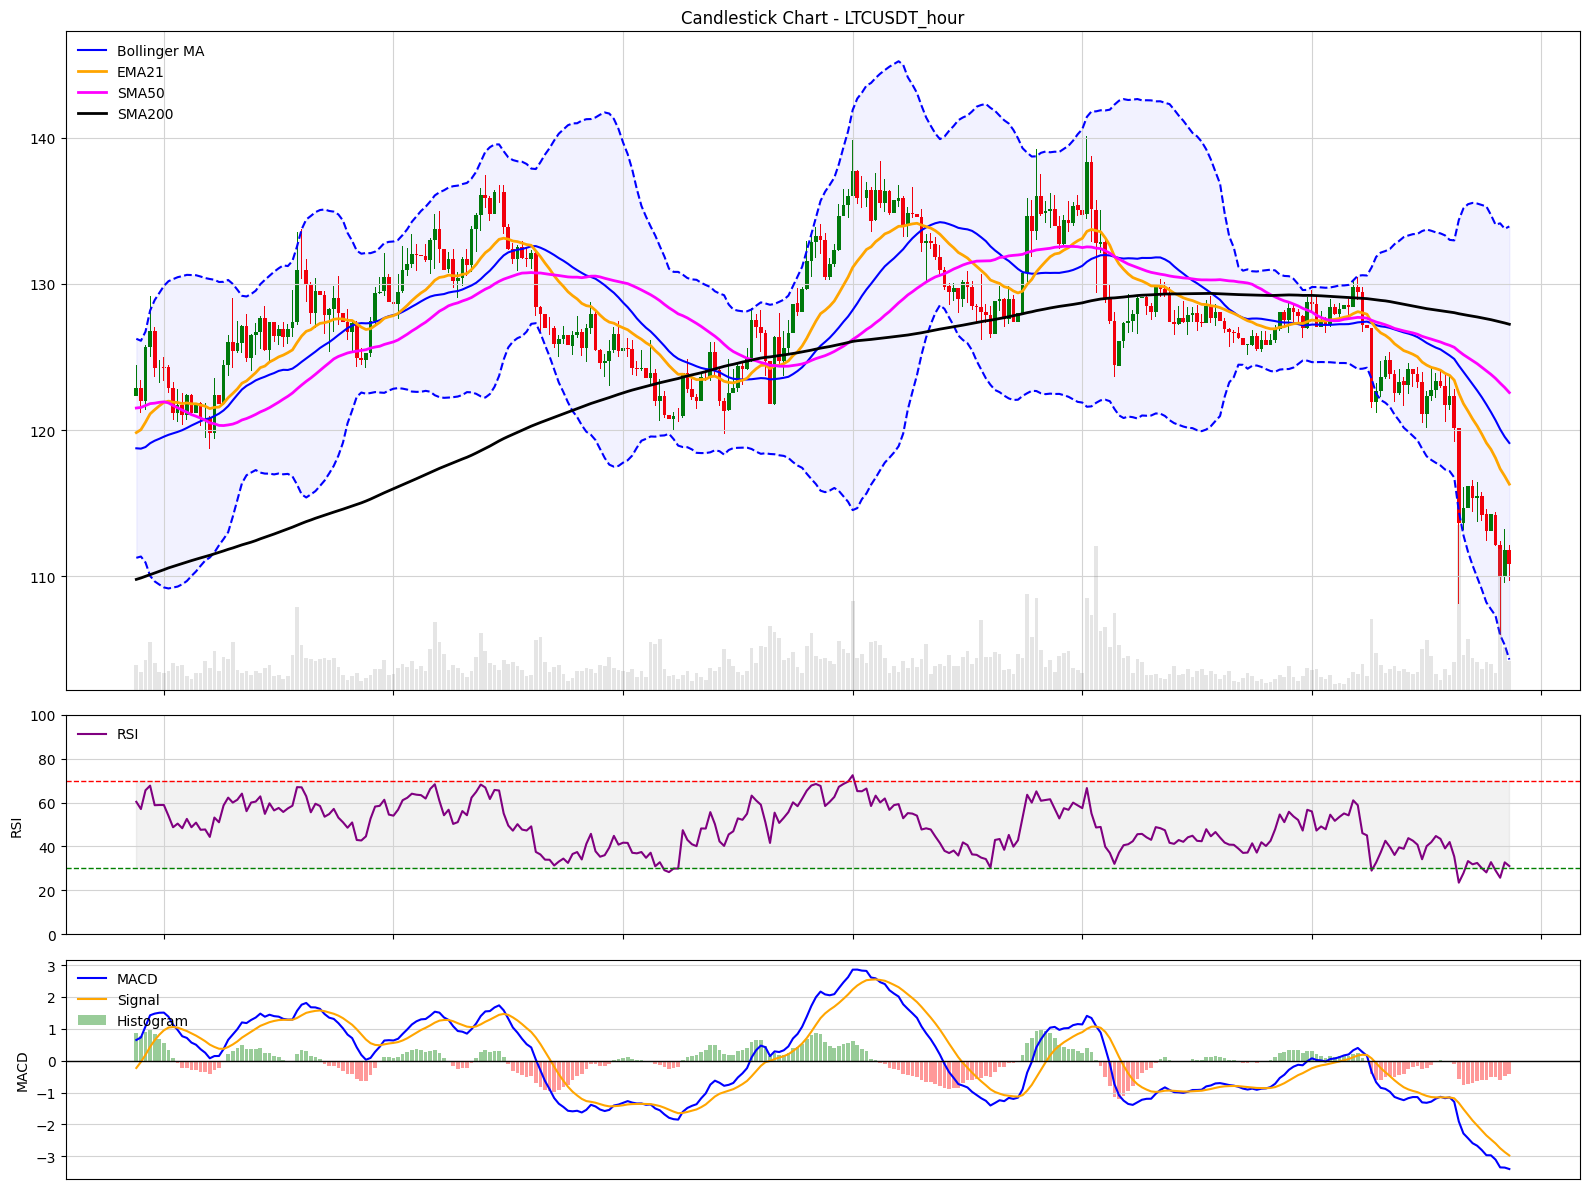 Candlestick Chart - LTCUSDT_hour
Bollinger MA
EMA21
SMA50
SMA200
140
130
120
110
RSI
RSI
100
80
60
40
20
0
MACD
Signal
Histogram
MACD
3
2
1
0
−1
−2
−3